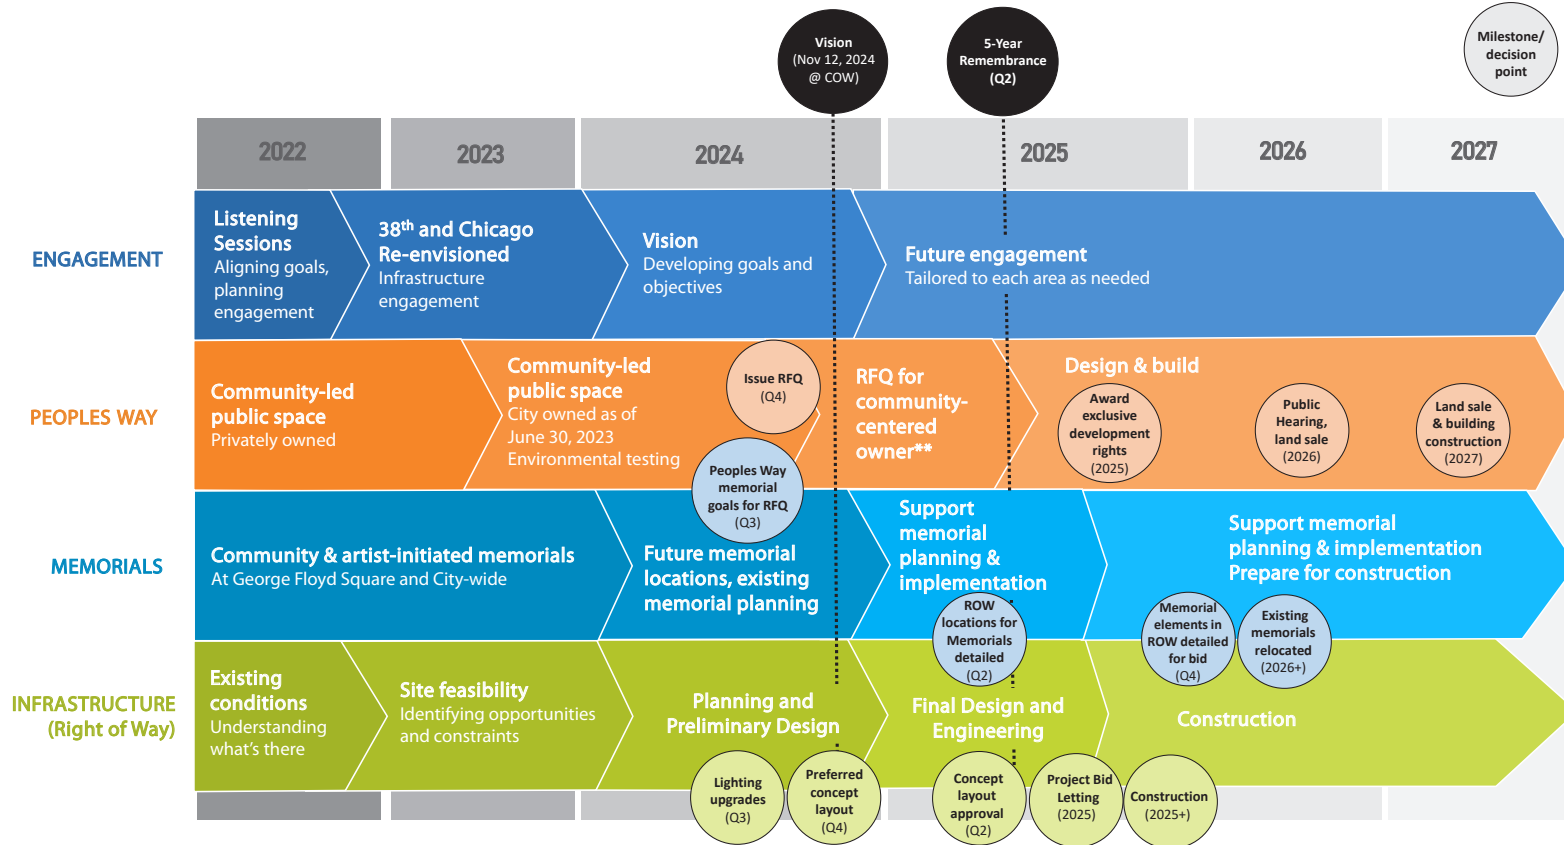 Vision
(Nov 12, 2024
@ COW)
5-Year
Remembrance
(Q2)
Milestone/
decision
point
2022
2023
2024
2025
2026
2027
ENGAGEMENT
Listening
Sessions
Aligning goals,
planning
engagement
38th and Chicago
Re-envisioned
Infrastructure
engagement
Vision
Developing goals and
objectives
Future engagement
Tailored to each area as needed
PEOPLES WAY
Community-led
public space
Privately owned
Community-led
public space
City owned as of
June 30, 2023
Environmental testing
Issue RFQ
(Q4)
RFQ for
community-
centered
owner**
Design & build
Award
exclusive
development
rights
(2025)
Public
Hearing,
land sale
(2026)
Land sale
& building
construction
(2027)
Peoples Way
memorial
goals for RFQ
(Q3)
MEMORIALS
Community & artist-initiated memorials
At George Floyd Square and City-wide
Future memorial
locations, existing
memorial planning
Support
memorial
planning &
implementation
Support memorial
planning & implementation
Prepare for construction
ROW
locations for
Memorials
detailed
(Q2)
Memorial
elements in
ROW detailed
for bid
(Q4)
Existing
memorials
relocated
(2026+)
INFRASTRUCTURE
(Right of Way)
Existing
conditions
Understanding
what's there
Site feasibility
Identifying opportunities
and constraints
Planning and
Preliminary Design
Final Design and
Engineering
Construction
Lighting
upgrades
(Q3)
Preferred
concept
layout
(Q4)
Concept
layout
approval
(Q2)
Project Bid
Letting
(2025)
Construction
(2025+)